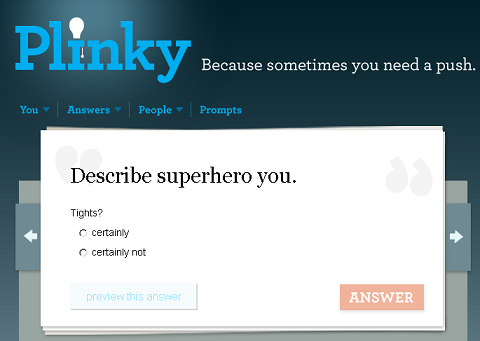 Plinky Because sometimes you need a push.
You Answers People Prompts
Describe superhero you.
Tights?
certainly
certainly not
preview this answer ANSWER